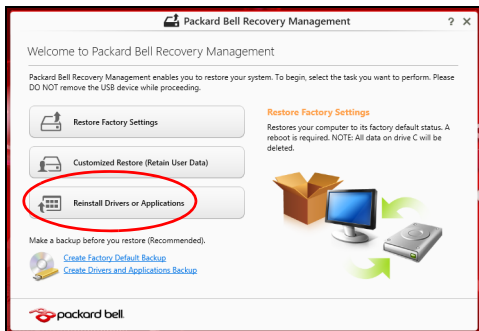 Packard Bell Recovery Management
? X
Welcome to Packard Bell Recovery Management
Packard Bell Recovery Management enables you to restore your system. To begin, select the task you want to perform. Please
DO NOT remove the USB device while proceeding.
Restore Factory Settings
Customized Restore (Retain User Data)
Reinstall Drivers or Applications
Restore Factory Settings
Restores your computer to its factory default status. A
reboot is required. NOTE: All data on drive C will be
deleted.
Make a backup before you restore (Recommended).
Create Factory Default Backup
Create Drivers and Applications Backup
packard bell.